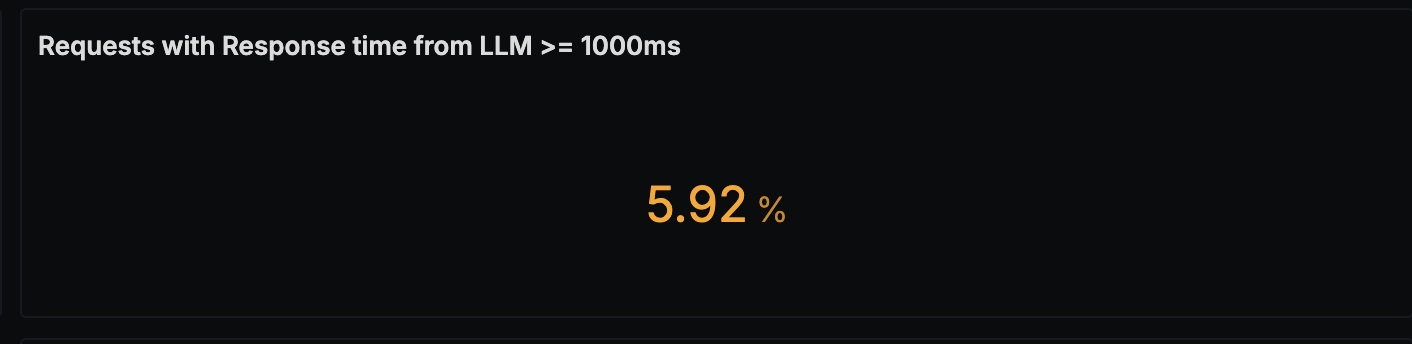 Requests with Response time from LLM >= 1000ms
5.92 %